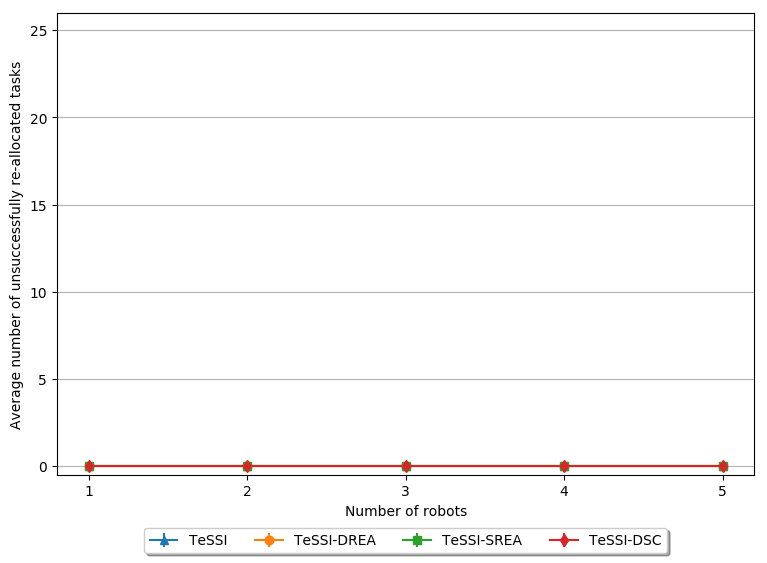 Average number of unsuccessfully re-allocated tasks
25
20
15
10
5
0
1 2 3 4 5
Number of robots
TeSSI TeSSI-DREA TeSSI-SREA TeSSI-DSC